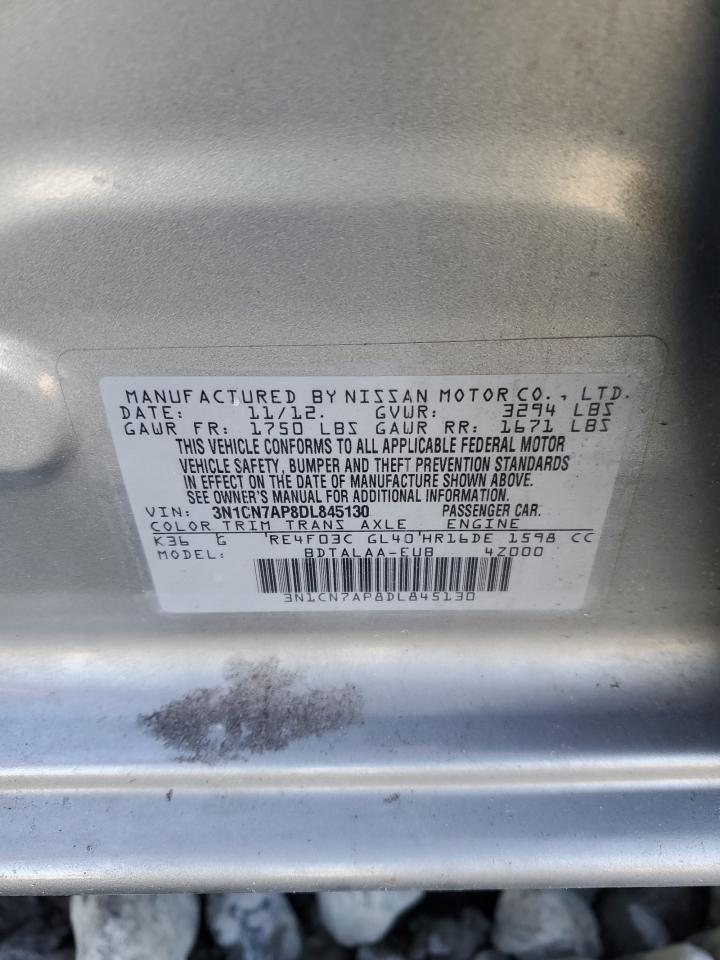 MANUFACTURED BY NISSAN MOTOR CO., LTD.
DATE: 11/12. GVWR: 3294 LBS
GAWR FR: 1750 LBS GAWR RR: 1671 LBS
THIS VEHICLE CONFORMS TO ALL APPLICABLE FEDERAL MOTOR
VEHICLE SAFETY, BUMPER AND THEFT PREVENTION STANDARDS
IN EFFECT ON THE DATE OF MANUFACTURE SHOWN ABOVE.
SEE OWNER'S MANUAL FOR ADDITIONAL INFORMATION.
VIN: 3N1CN7AP8DL845130 PASSENGER CAR.
COLOR TRIM TRANS AXLE ENGINE
K36 G 'RE4F03C GL40'HR16DE 1598 CC
MODEL: BDTALAA-EUB 4Z000
3N1CN7AP8DL845130